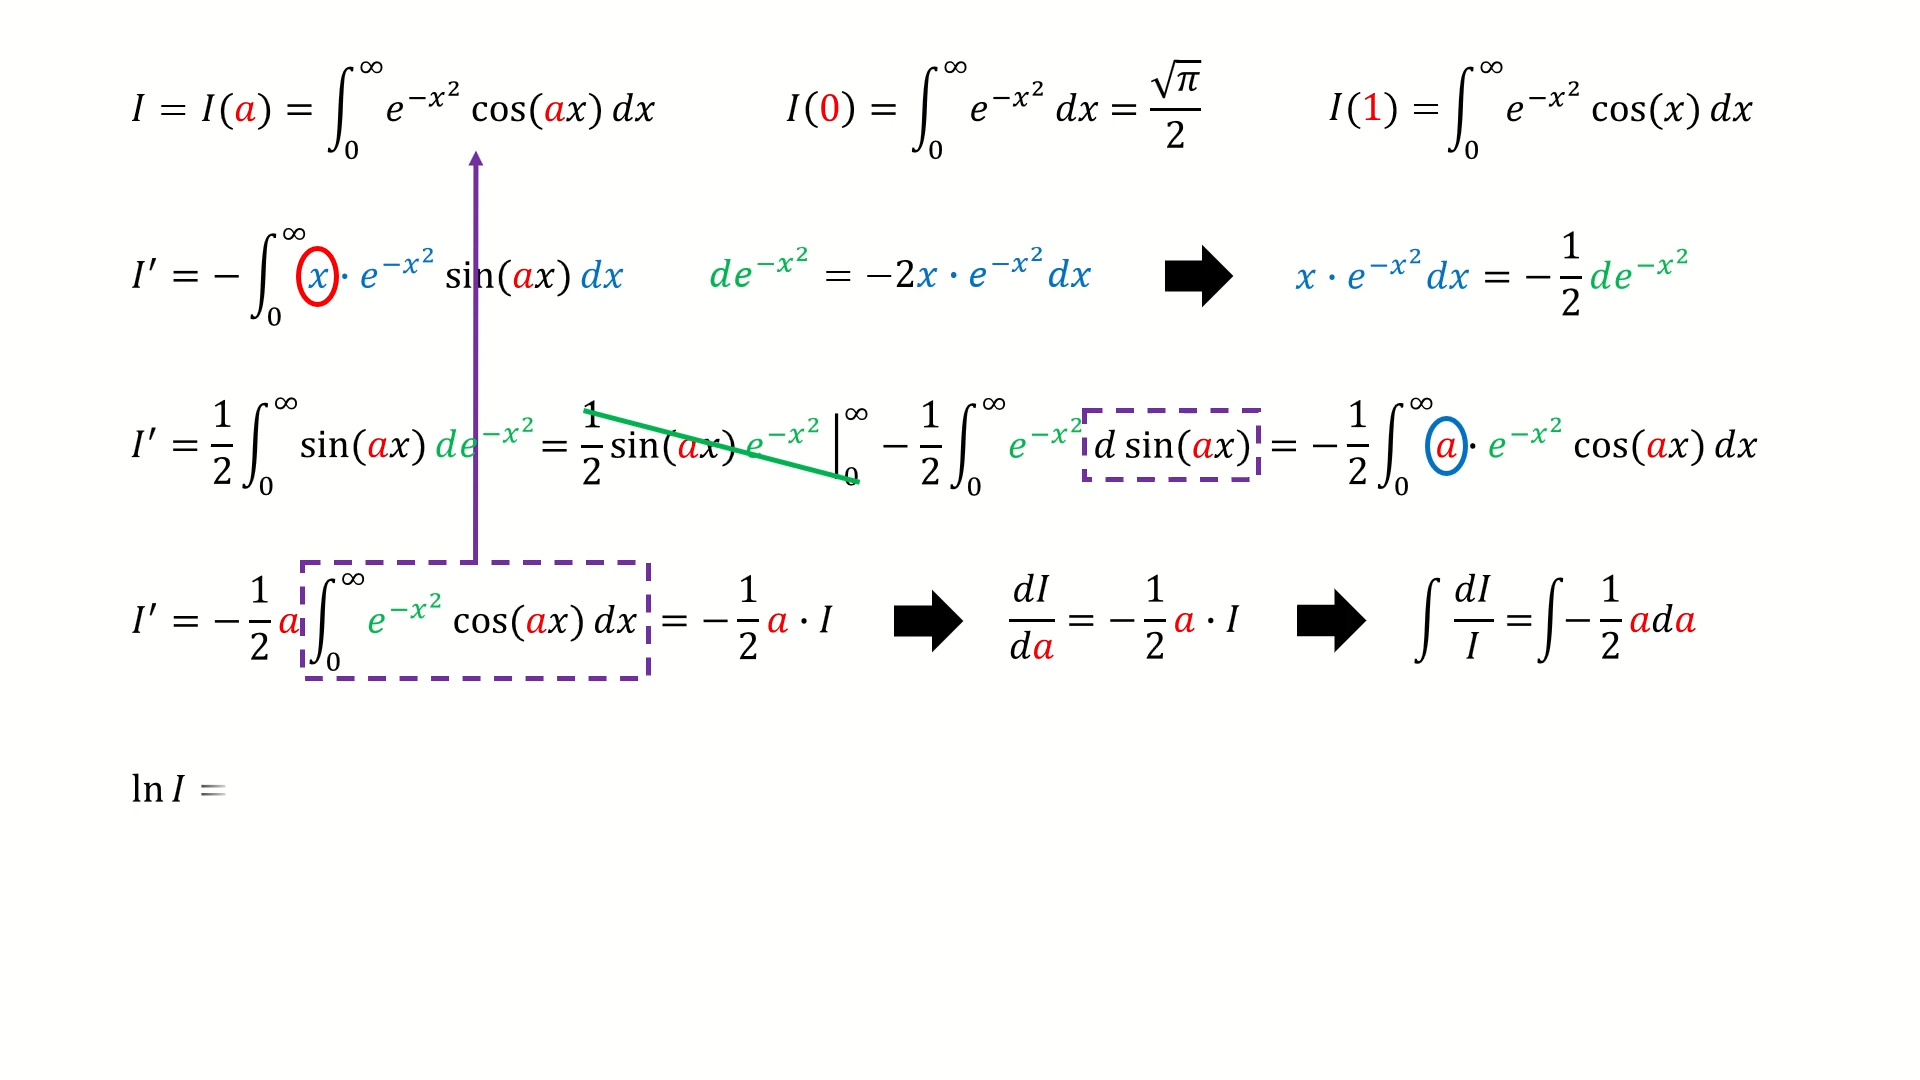 I = I(a) = ∫₀^∞ e^{−x²} cos(ax) dx    I(0) = ∫₀^∞ e^{−x²} dx = √π/2    I(1) = ∫₀^∞ e^{−x²} cos(x) dx
I′ = −∫₀^∞ x · e^{−x²} sin(ax) dx    de^{−x²} = −2x · e^{−x²}dx ➡ x · e^{−x²}dx = −1/2 de^{−x²}
I′ = 1/2 ∫₀^∞ sin(ax) de^{−x²} = 1/2 sin(ax) e^{−x²} |₀^∞ − 1/2 ∫₀^∞ e^{−x²} d sin(ax) = −1/2 ∫₀^∞ a · e^{−x²} cos(ax) dx
I′ = −1/2 a ∫₀^∞ e^{−x²} cos(ax) dx = −1/2 a · I ➡ dI/da = −1/2 a · I ➡ ∫ dI/I = ∫ −1/2 ada
ln I =